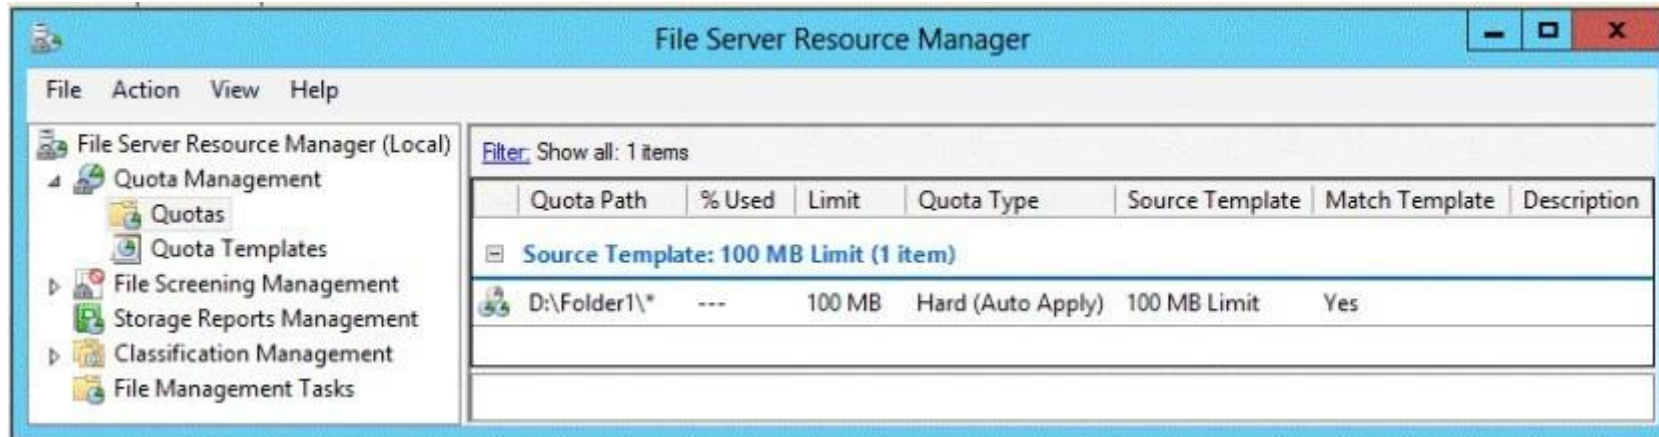 File Server Resource Manager
File Action View Help
File Server Resource Manager (Local)
Quota Management
Quotas
Quota Templates
File Screening Management
Storage Reports Management
Classification Management
File Management Tasks
Filter: Show all: 1 items
Quota Path % Used Limit Quota Type Source Template Match Template Description
Source Template: 100 MB Limit (1 item)
D:\Folder1\* --- 100 MB Hard (Auto Apply) 100 MB Limit Yes